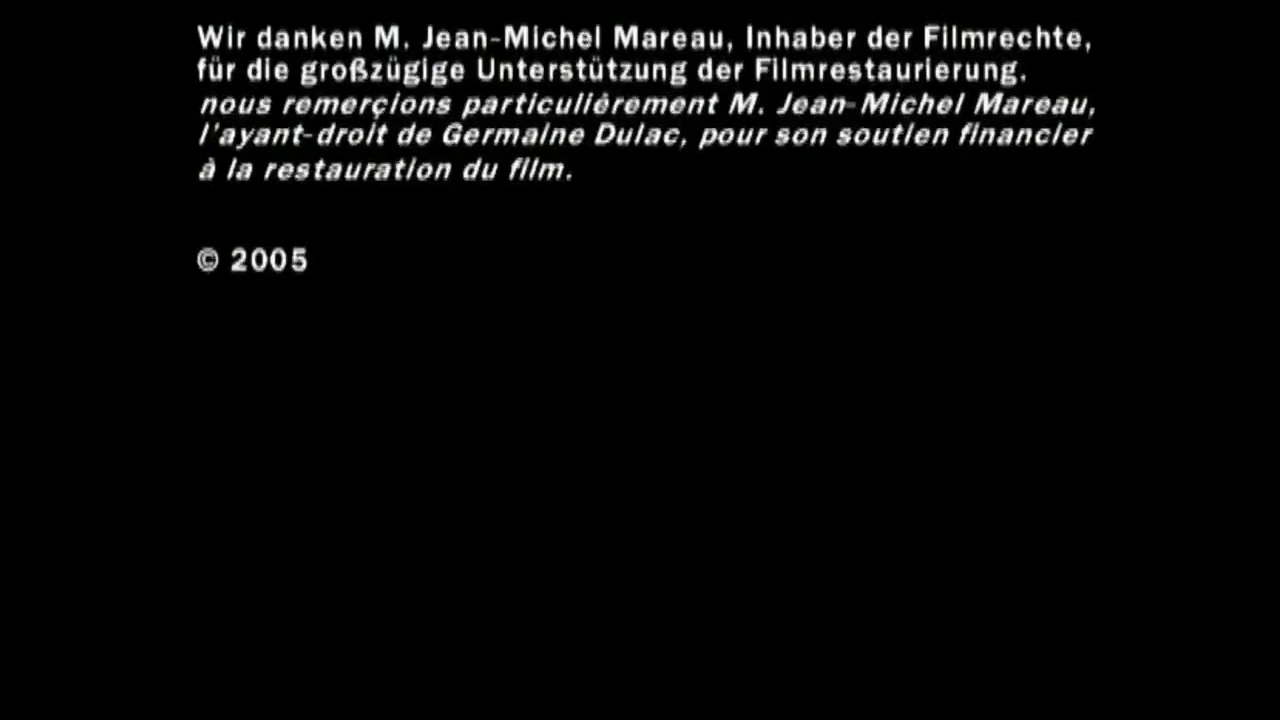 Wir danken M. Jean-Michel Mareau, Inhaber der Filmrechte,
für die großzügige Unterstützung der Filmrestaurierung.
nous remerçions particulièrement M. Jean-Michel Mareau,
l'ayant-droit de Germaine Dulac, pour son soutien financier
à la restauration du film.
© 2005